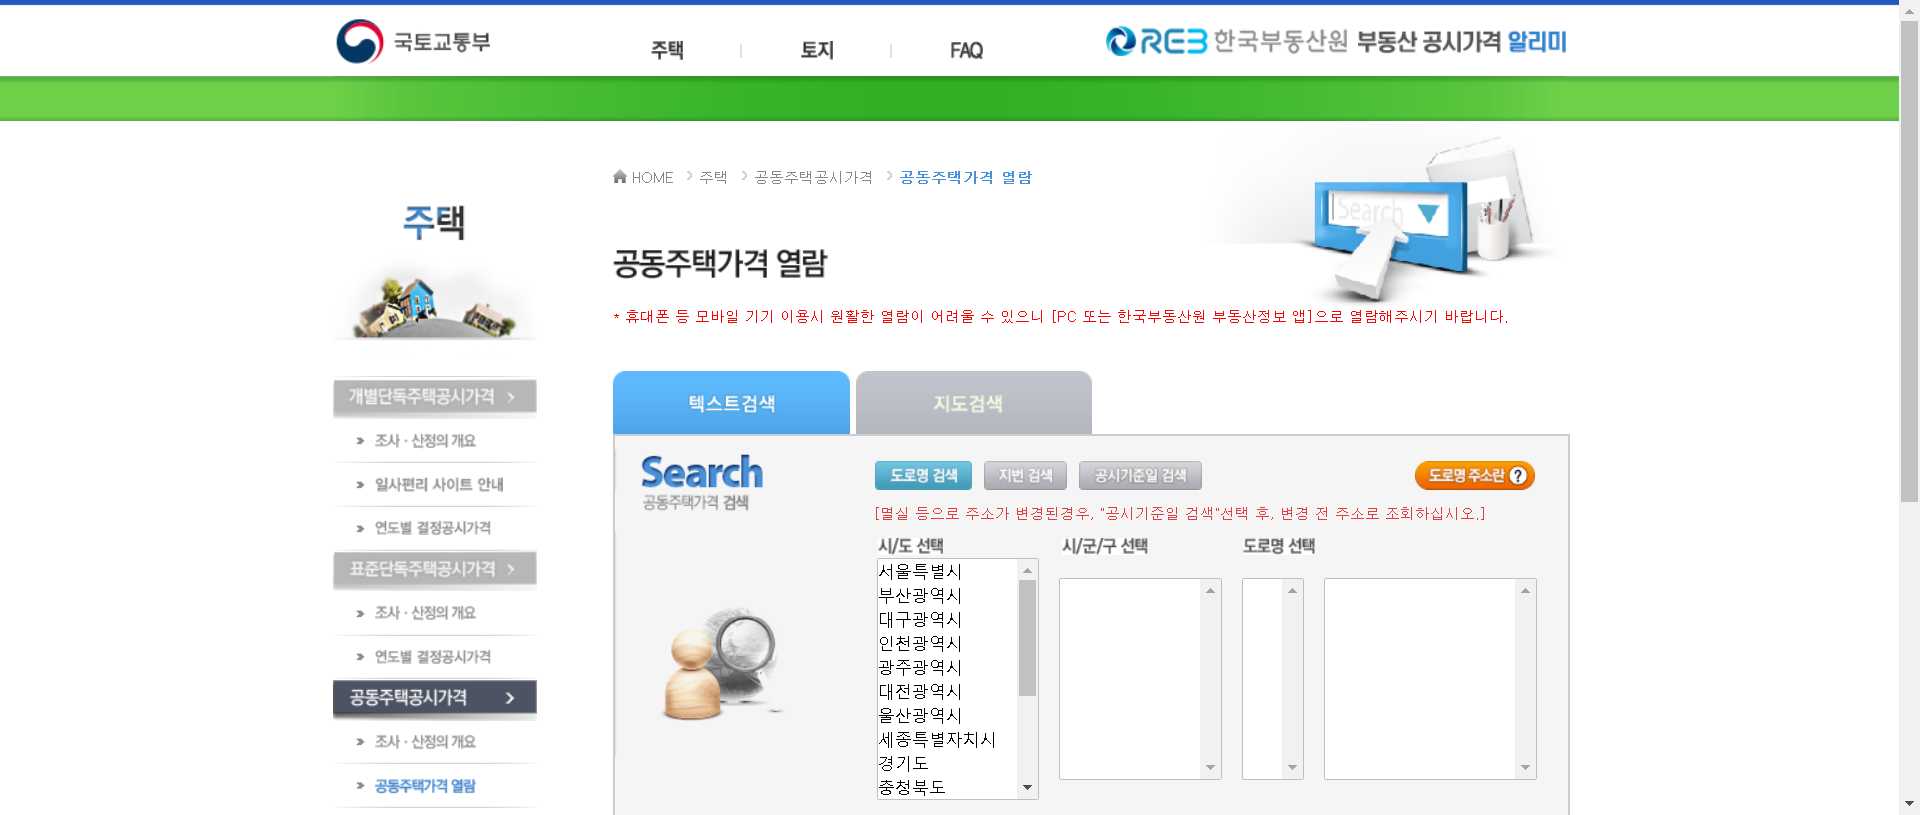 국토교통부
주택
토지
FAQ
REB 한국부동산원 부동산 공시가격 알리미
HOME 주택 공동주택공시가격 공동주택가격 열람
주택
공동주택가격 열람
* 휴대폰 등 모바일 기기 이용시 원활한 열람이 어려울 수 있으니 [PC 또는 한국부동산원 부동산정보 앱]으로 열람해주시기 바랍니다.
개별단독주택공시가격
조사 · 산정의 개요
일사편리 사이트 안내
연도별 결정공시가격
표준단독주택공시가격
조사 · 산정의 개요
연도별 결정공시가격
공동주택공시가격
조사 · 산정의 개요
공동주택가격 열람
텍스트검색
지도검색
Search
공동주택가격 검색
도로명 검색
지번 검색
공시기준일 검색
도로명 주소란 ?
[멸실 등으로 주소가 변경된경우, "공시기준일 검색"선택 후, 변경 전 주소로 조회하십시오.]
시/도 선택
시/군/구 선택
도로명 선택
서울특별시
부산광역시
대구광역시
인천광역시
광주광역시
대전광역시
울산광역시
세종특별자치시
경기도
충청북도
Search